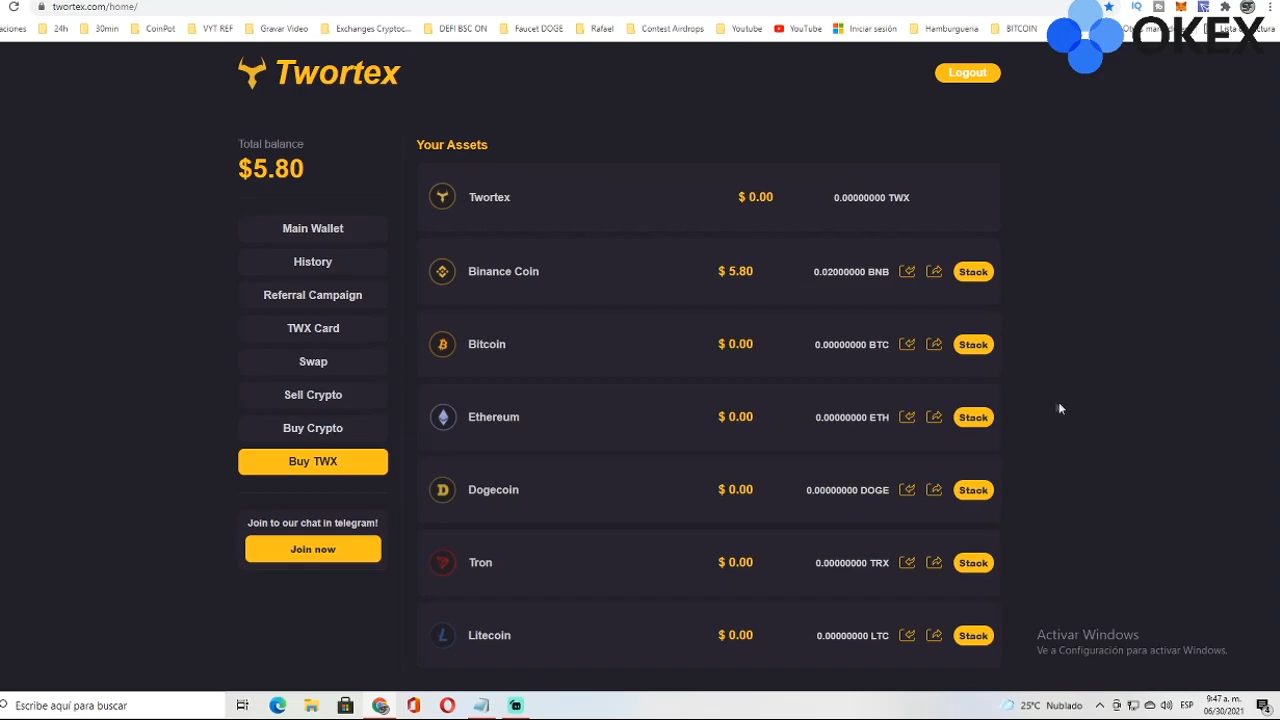 twortex.com/home/
aciones 24h 30min CoinPot VYT REF Gravar Video Exchanges Cryptoc... DEFI BSC ON Faucet DOGE Rafael Contest Airdrops Youtube YouTube Iniciar sesión Hamburgueria BITCOIN
OKEX
Twortex
Logout
Total balance
$5.80
Main Wallet
History
Referral Campaign
TWX Card
Swap
Sell Crypto
Buy Crypto
Buy TWX
Join to our chat in telegram!
Join now
Your Assets
Twortex $ 0.00 0.00000000 TWX
Binance Coin $ 5.80 0.02000000 BNB Stack
Bitcoin $ 0.00 0.00000000 BTC Stack
Ethereum $ 0.00 0.00000000 ETH Stack
Dogecoin $ 0.00 0.00000000 DOGE Stack
Tron $ 0.00 0.00000000 TRX Stack
Litecoin $ 0.00 0.00000000 LTC Stack
Activar Windows
Ve a Configuración para activar Windows.
Escribe aquí para buscar
25°C Nublado
ESP
9:47 a. m.
06/30/2021